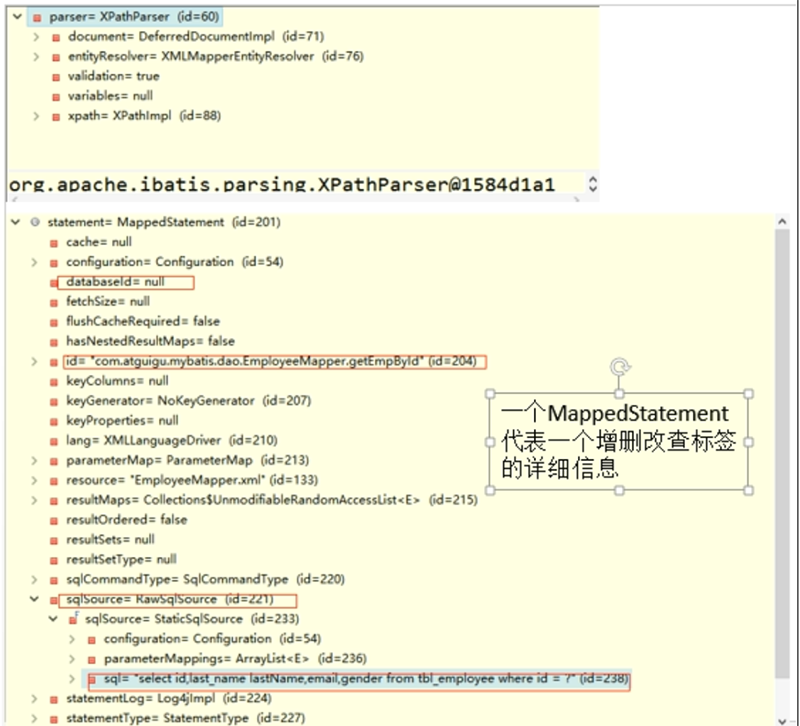 parser= XPathParser (id=60)
document= DeferredDocumentImpl (id=71)
entityResolver= XMLMapperEntityResolver (id=76)
validation= true
variables= null
xpath= XPathImpl (id=88)
org.apache.ibatis.parsing.XPathParser@1584d1a1
statement= MappedStatement (id=201)
cache= null
configuration= Configuration (id=54)
databaseId= null
fetchSize= null
flushCacheRequired= false
hasNestedResultMaps= false
id= "com.atguigu.mybatis.dao.EmployeeMapper.getEmpById" (id=204)
keyColumns= null
keyGenerator= NoKeyGenerator (id=207)
keyProperties= null
lang= XMLLanguageDriver (id=210)
parameterMap= ParameterMap (id=213)
resource= "EmployeeMapper.xml" (id=133)
resultMaps= Collections$UnmodifiableRandomAccessList<E> (id=215)
resultOrdered= false
resultSets= null
resultSetType= null
sqlCommandType= SqlCommandType (id=220)
sqlSource= RawSqlSource (id=221)
sqlSource= StaticSqlSource (id=233)
configuration= Configuration (id=54)
parameterMappings= ArrayList<E> (id=236)
sql= "select id,last_name lastName,email,gender from tbl_employee where id = ?" (id=238)
statementLog= Log4jImpl (id=224)
statementType= StatementType (id=227)
一个MappedStatement
代表一个增删改查标签
的详细信息